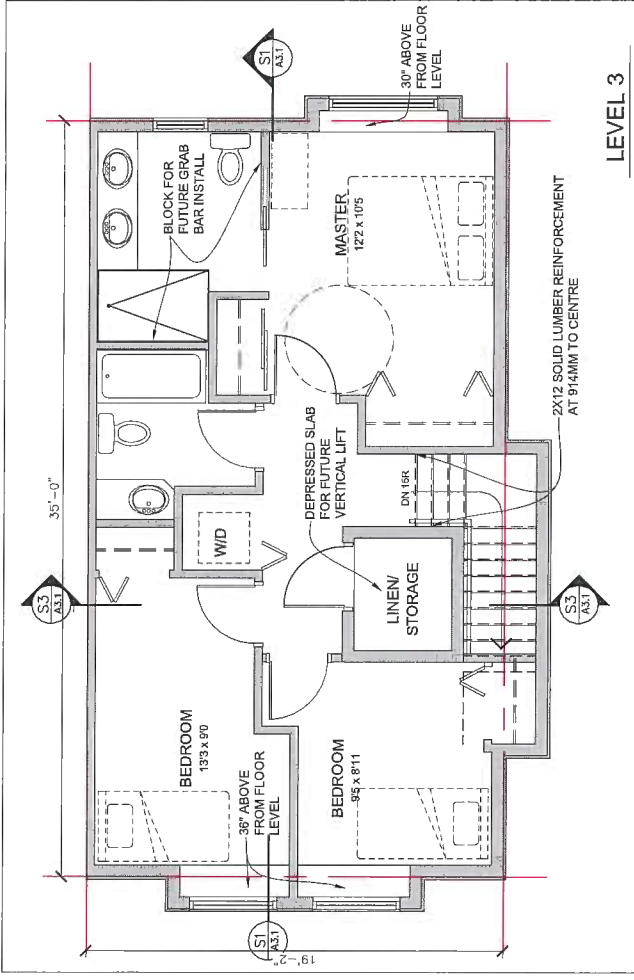 35'-0"
19'-2"
S3
A3.1
S1
A3.1
BLOCK FOR
FUTURE GRAB
BAR INSTALL
30" ABOVE
FROM FLOOR
LEVEL
MASTER
12'2 x 10'5
W/D
DEPRESSED SLAB
FOR FUTURE
VERTICAL LIFT
LINEN/
STORAGE
DN 15R
BEDROOM
13'3 x 9'0
36" ABOVE
FROM FLOOR
LEVEL
BEDROOM
9'5 x 8'11
S1
A3.1
S3
A3.1
2X12 SOLID LUMBER REINFORCEMENT
AT 914MM TO CENTRE
LEVEL 3